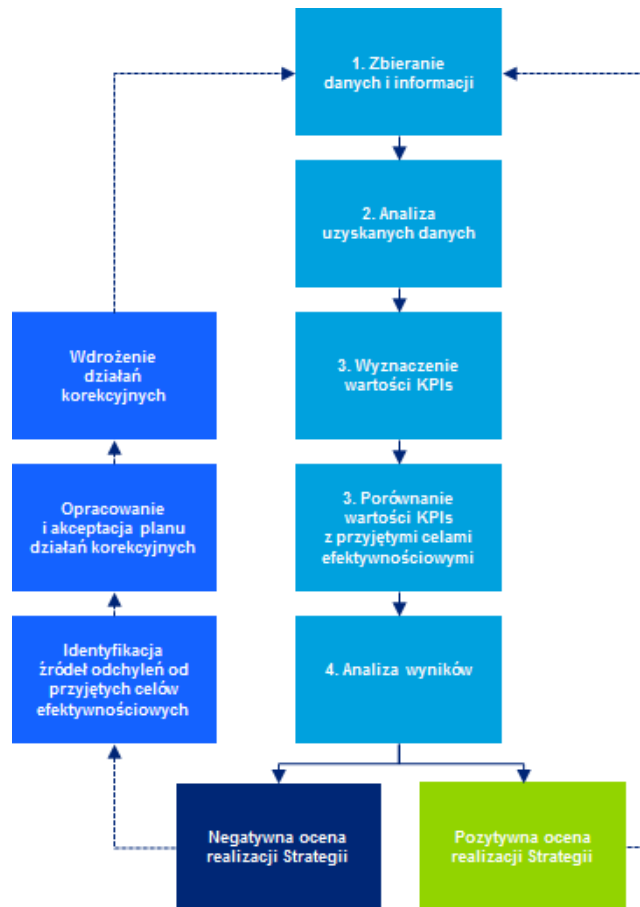 1. Zbieranie
danych i informacji
2. Analiza
uzyskanych danych
3. Wyznaczenie
wartości KPIs
3. Porównanie
wartości KPIs
z przyjętymi celami
efektywnościowymi
4. Analiza wyników
Negatywna ocena
realizacji Strategii
Pozytywna ocena
realizacji Strategii
Identyfikacja
źródeł odchyleń od
przyjętych celów
efektywnościowych
Opracowanie
i akceptacja planu
działań korekcyjnych
Wdrożenie
działań
korekcyjnych